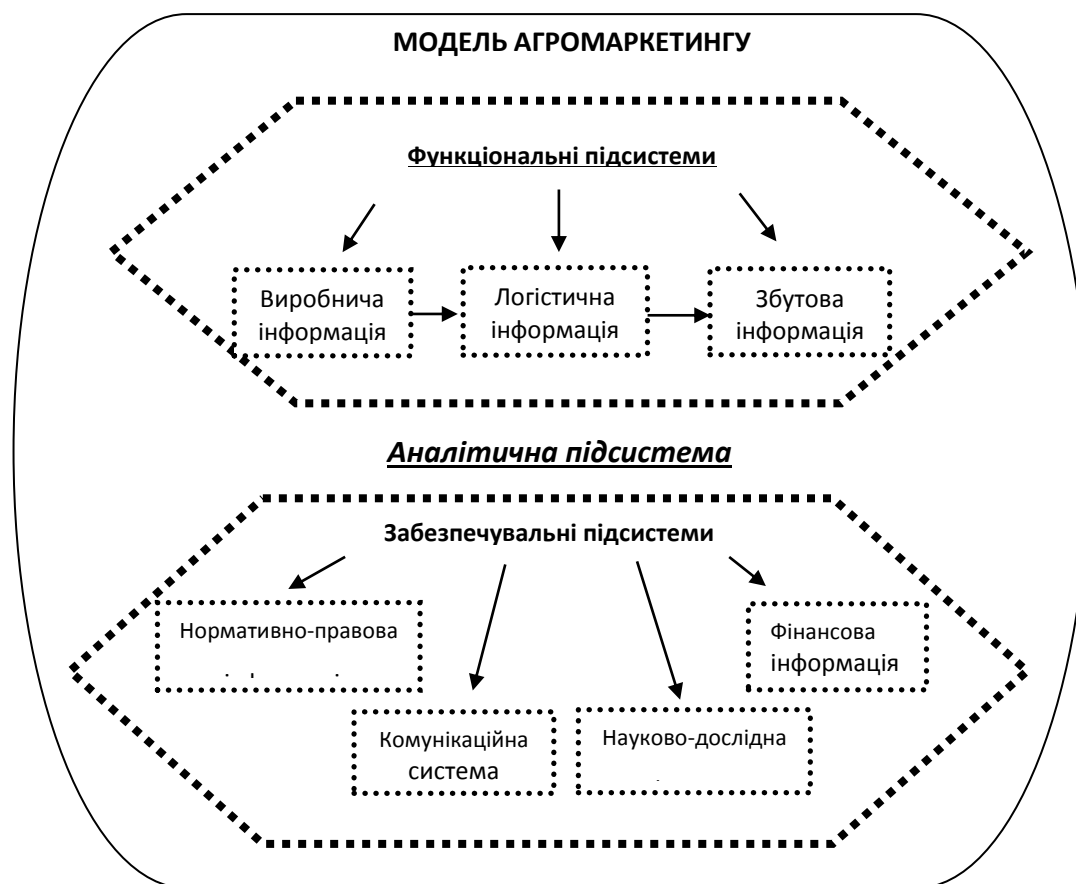 МОДЕЛЬ АГРОМАРКЕТИНГУ
Функціональні підсистеми
Виробнича
інформація
Логістична
інформація
Збутова
інформація
Аналітична підсистема
Забезпечувальні підсистеми
Нормативно-правова
Фінансова
інформація
Комунікаційна
система
Науково-дослідна